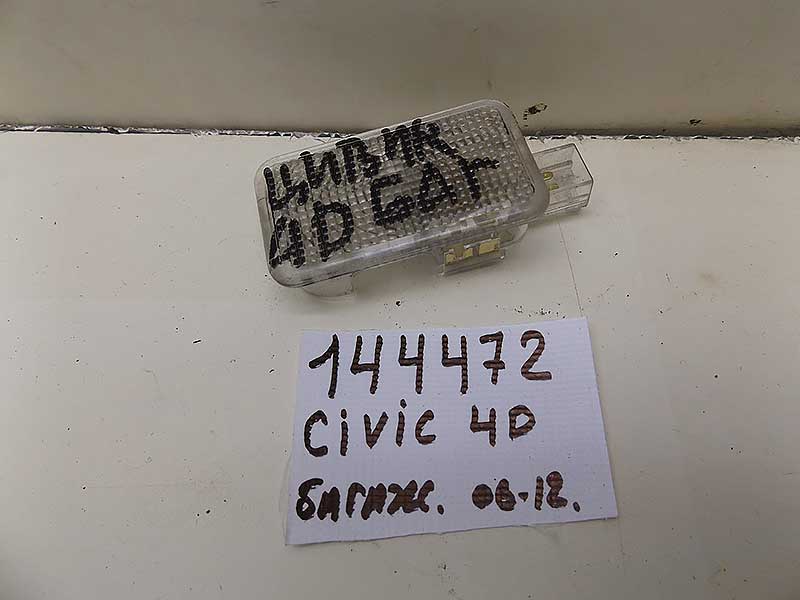 ЦИВИК
4D БАГ
144472
Civic 4D
багаж. 06-12.